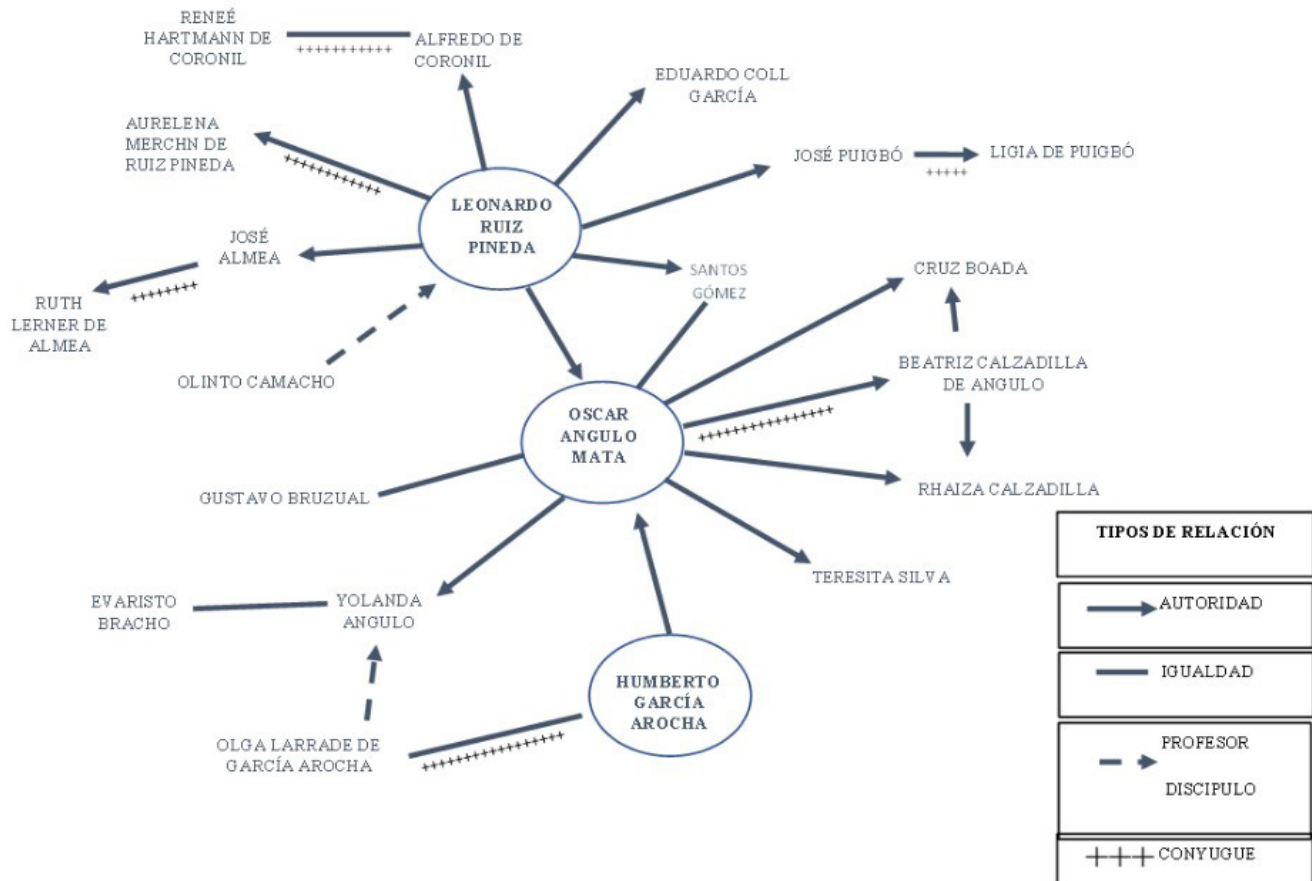 RENEÉ
HARTMANN DE
CORONIL
ALFREDO DE
CORONIL
EDUARDO COLL
GARCÍA
AURELENA
MERCHN DE
RUIZ PINEDA
JOSÉ PUIGBÓ
LIGIA DE PUIGBÓ
LEONARDO
RUIZ
PINEDA
JOSÉ
ALMEA
SANTOS
GÓMEZ
CRUZ BOADA
RUTH
LERNER DE
ALMEA
OLINTO CAMACHO
BEATRIZ CALZADILLA
DE ANGULO
OSCAR
ANGULO
MATA
GUSTAVO BRUZUAL
RHAIZA CALZADILLA
TERESITA SILVA
EVARISTO
BRACHO
YOLANDA
ANGULO
HUMBERTO
GARCÍA
AROCHA
OLGA LARRADE DE
GARCÍA AROCHA
TIPOS DE RELACIÓN
AUTORIDAD
IGUALDAD
PROFESOR
DISCIPULO
CONYUGUE